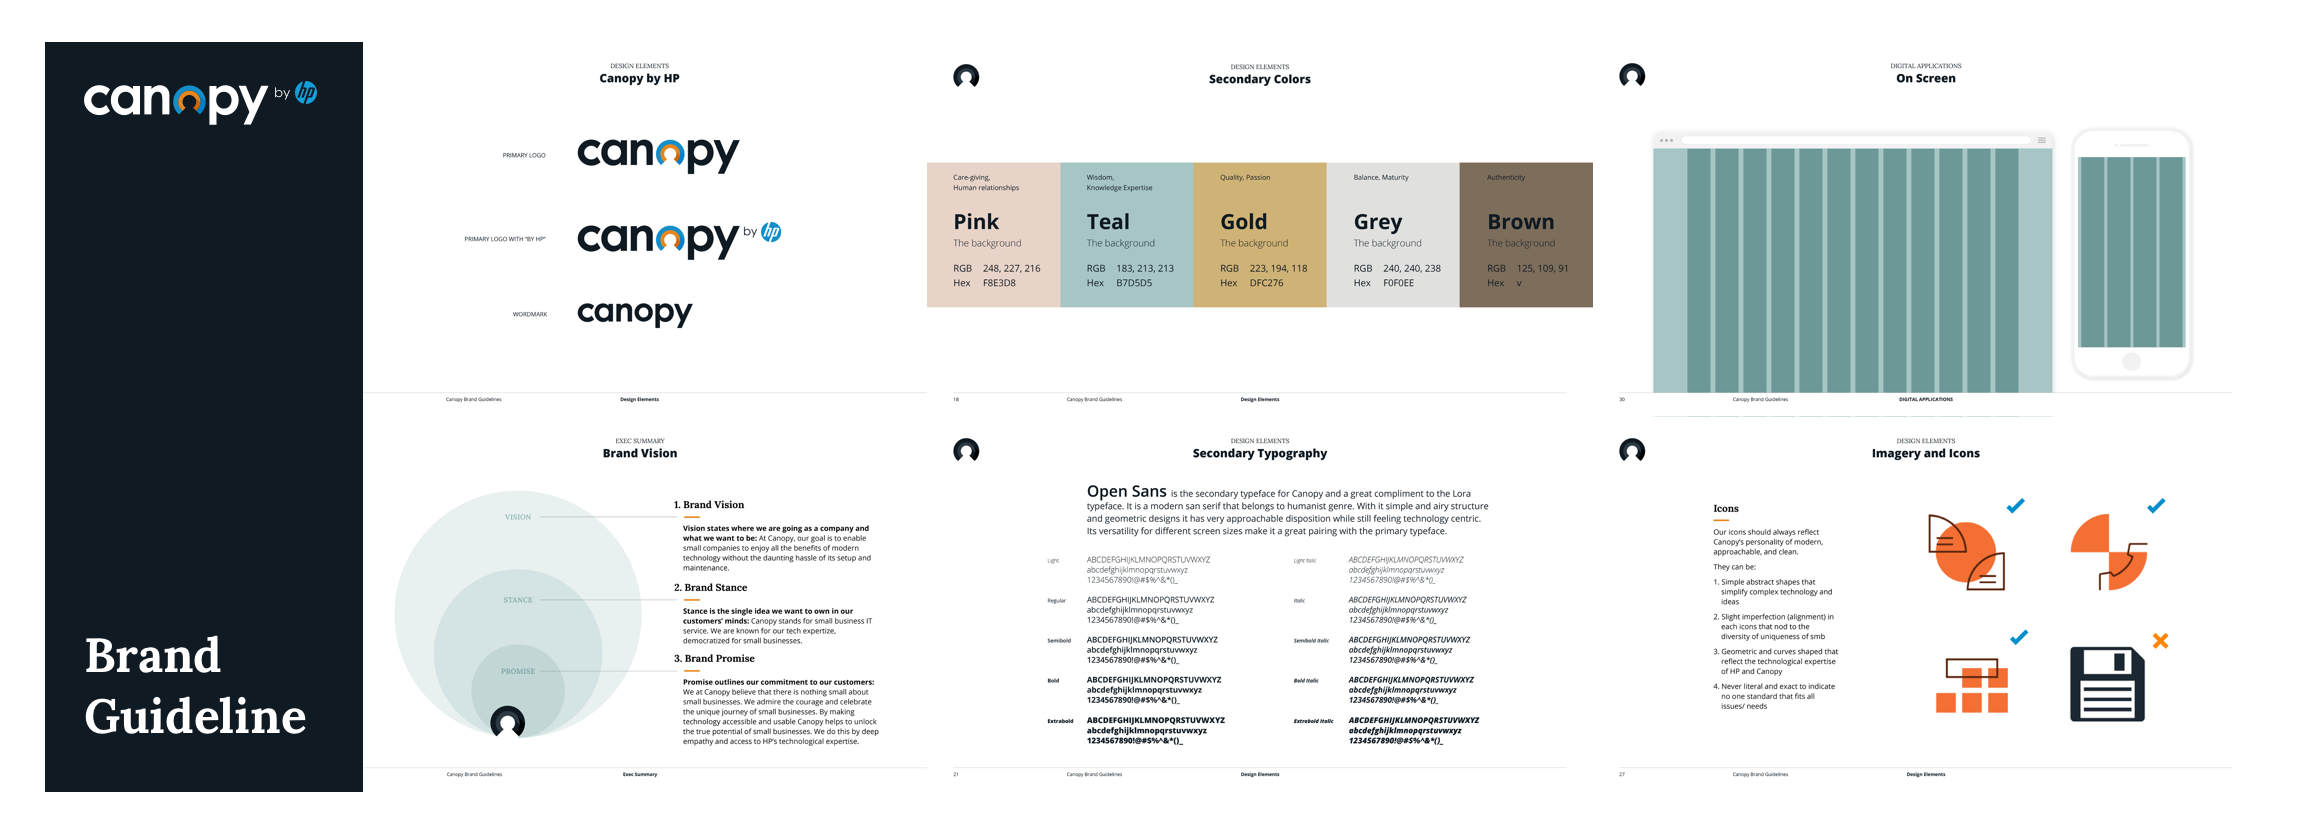 canopy by hp
Brand
Guideline
DESIGN ELEMENTS
Canopy by HP
PRIMARY LOGO
canopy
PRIMARY LOGO WITH "BY HP"
canopy by hp
WORDMARK
canopy
Canopy Brand Guidelines
Design Elements
DESIGN ELEMENTS
Secondary Colors
Care-giving,
Human relationships
Pink
The background
RGB 248, 227, 216
Hex F8E3D8
Wisdom,
Knowledge Expertise
Teal
The background
RGB 183, 213, 213
Hex B7D5D5
Quality, Passion
Gold
The background
RGB 223, 194, 118
Hex DFC276
Balance, Maturity
Grey
The background
RGB 240, 240, 238
Hex F0F0EE
Authenticity
Brown
The background
RGB 125, 109, 91
Hex v
18
Canopy Brand Guidelines
Design Elements
DIGITAL APPLICATIONS
On Screen
30
Canopy Brand Guidelines
DIGITAL APPLICATIONS
EXEC SUMMARY
Brand Vision
VISION
STANCE
PROMISE
1. Brand Vision
Vision states where we are going as a company and
what we want to be: At Canopy, our goal is to enable
small companies to enjoy all the benefits of modern
technology without the daunting hassle of its setup and
maintenance.
2. Brand Stance
Stance is the single idea we want to own in our
customers' minds: Canopy stands for small business IT
service. We are known for our tech expertize,
democratized for small businesses.
3. Brand Promise
Promise outlines our commitment to our customers:
We at Canopy believe that there is nothing small about
small businesses. We admire the courage and celebrate
the unique journey of small businesses. By making
technology accessible and usable Canopy helps to unlock
the true potential of small businesses. We do this by deep
empathy and access to HP's technological expertise.
Canopy Brand Guidelines
Exec Summary
DESIGN ELEMENTS
Secondary Typography
Open Sans is the secondary typeface for Canopy and a great compliment to the Lora
typeface. It is a modern san serif that belongs to humanist genre. With it simple and airy structure
and geometric designs it has very approachable disposition while still feeling technology centric.
Its versatility for different screen sizes make it a great pairing with the primary typeface.
Light
ABCDEFGHIJKLMNOPQRSTUVWXYZ
abcdefghijklmnopqrstuvwxyz
1234567890!@#$%^&*()_
Light Italic
ABCDEFGHIJKLMNOPQRSTUVWXYZ
abcdefghijklmnopqrstuvwxyz
1234567890!@#$%^&*()_
Regular
ABCDEFGHIJKLMNOPQRSTUVWXYZ
abcdefghijklmnopqrstuvwxyz
1234567890!@#$%^&*()_
Italic
ABCDEFGHIJKLMNOPQRSTUVWXYZ
abcdefghijklmnopqrstuvwxyz
1234567890!@#$%^&*()_
Semibold
ABCDEFGHIJKLMNOPQRSTUVWXYZ
abcdefghijklmnopqrstuvwxyz
1234567890!@#$%^&*()_
Semibold Italic
ABCDEFGHIJKLMNOPQRSTUVWXYZ
abcdefghijklmnopqrstuvwxyz
1234567890!@#$%^&*()_
Bold
ABCDEFGHIJKLMNOPQRSTUVWXYZ
abcdefghijklmnopqrstuvwxyz
1234567890!@#$%^&*()_
Bold Italic
ABCDEFGHIJKLMNOPQRSTUVWXYZ
abcdefghijklmnopqrstuvwxyz
1234567890!@#$%^&*()_
Extrabold
ABCDEFGHIJKLMNOPQRSTUVWXYZ
abcdefghijklmnopqrstuvwxyz
1234567890!@#$%^&*()_
Extrabold Italic
ABCDEFGHIJKLMNOPQRSTUVWXYZ
abcdefghijklmnopqrstuvwxyz
1234567890!@#$%^&*()_
21
Canopy Brand Guidelines
Design Elements
DESIGN ELEMENTS
Imagery and Icons
Icons
Our icons should always reflect
Canopy's personality of modern,
approachable, and clean.
They can be:
1. Simple abstract shapes that
simplify complex technology and
ideas
2. Slight imperfection (alignment) in
each icons that nod to the
diversity of uniqueness of smb
3. Geometric and curves shaped that
reflect the technological expertise
of HP and Canopy
4. Never literal and exact to indicate
no one standard that fits all
issues/ needs
27
Canopy Brand Guidelines
Design Elements